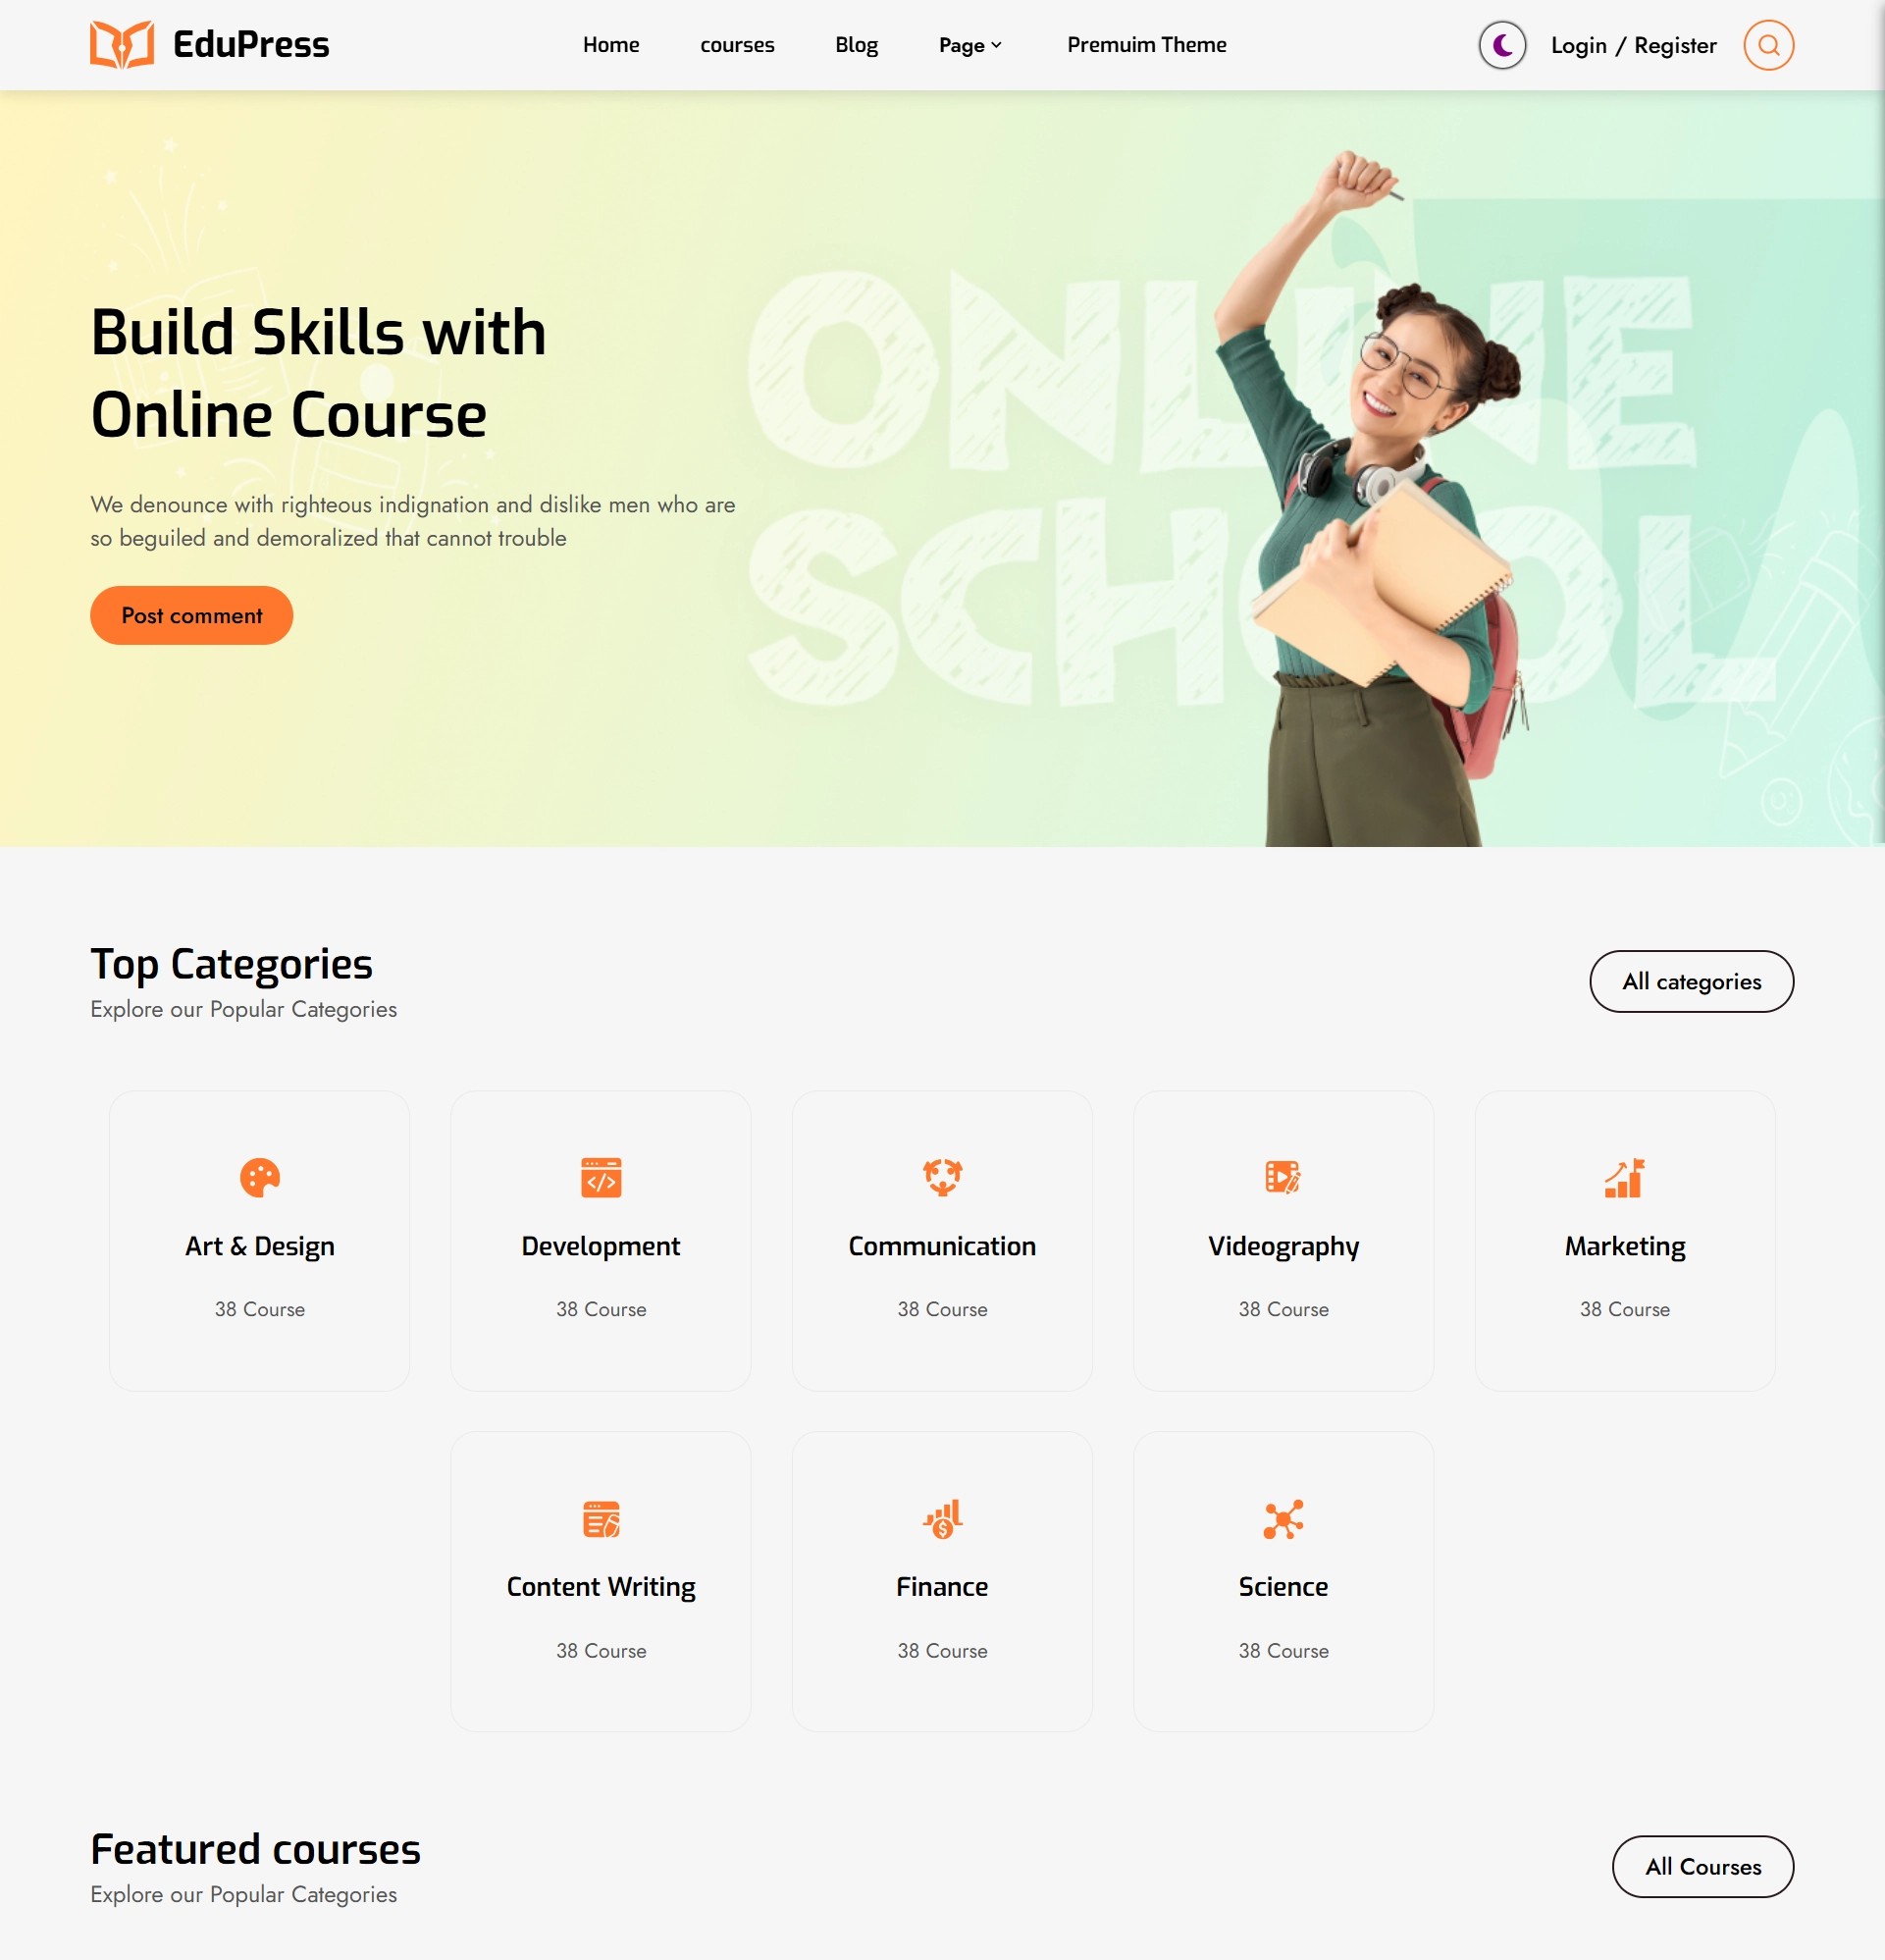 EduPress
Home
courses
Blog
Page
Premuim Theme
Login / Register
ONLINE
SCHOOL
Build Skills with
Online Course
We denounce with righteous indignation and dislike men who are
so beguiled and demoralized that cannot trouble
Post comment
Top Categories
Explore our Popular Categories
All categories
Art & Design
38 Course
Development
38 Course
Communication
38 Course
Videography
38 Course
Marketing
38 Course
Content Writing
38 Course
Finance
38 Course
Science
38 Course
Featured courses
Explore our Popular Categories
All Courses